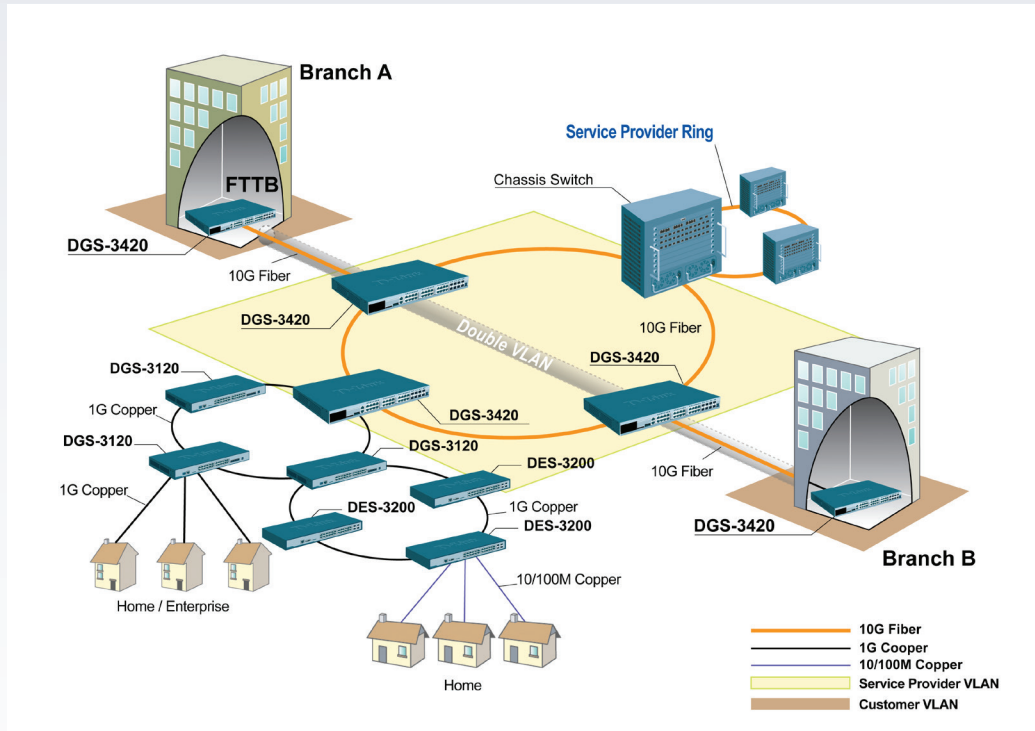 Branch A
Service Provider Ring
Chassis Switch
FTTB
DGS-3420
10G Fiber
DGS-3420
10G Fiber
Double VLAN
DGS-3420
DGS-3120
1G Copper
DGS-3420
DGS-3120
DGS-3120
DES-3200
10G Fiber
1G Copper
DES-3200
1G Copper
DES-3200
DGS-3420
Branch B
10/100M Copper
Home / Enterprise
Home
10G Fiber
1G Cooper
10/100M Copper
Service Provider VLAN
Customer VLAN